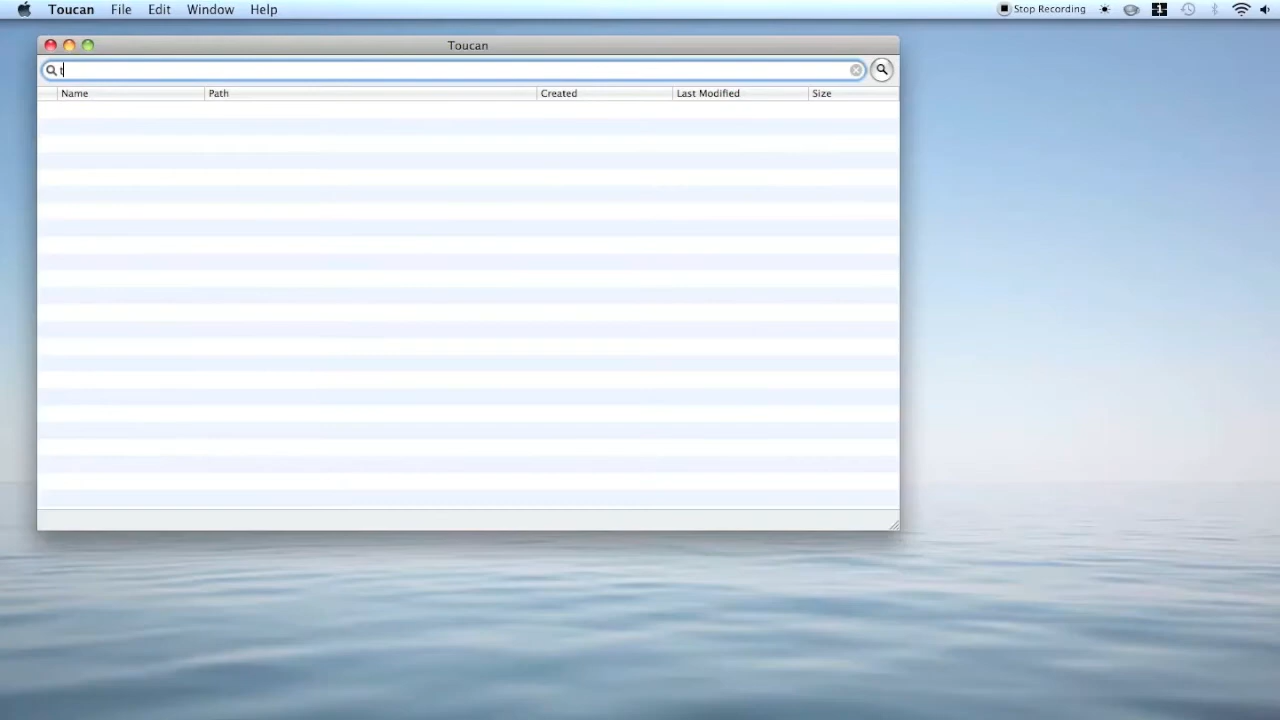 Toucan File Edit Window Help Stop Recording
Toucan
t
Name Path Created Last Modified Size